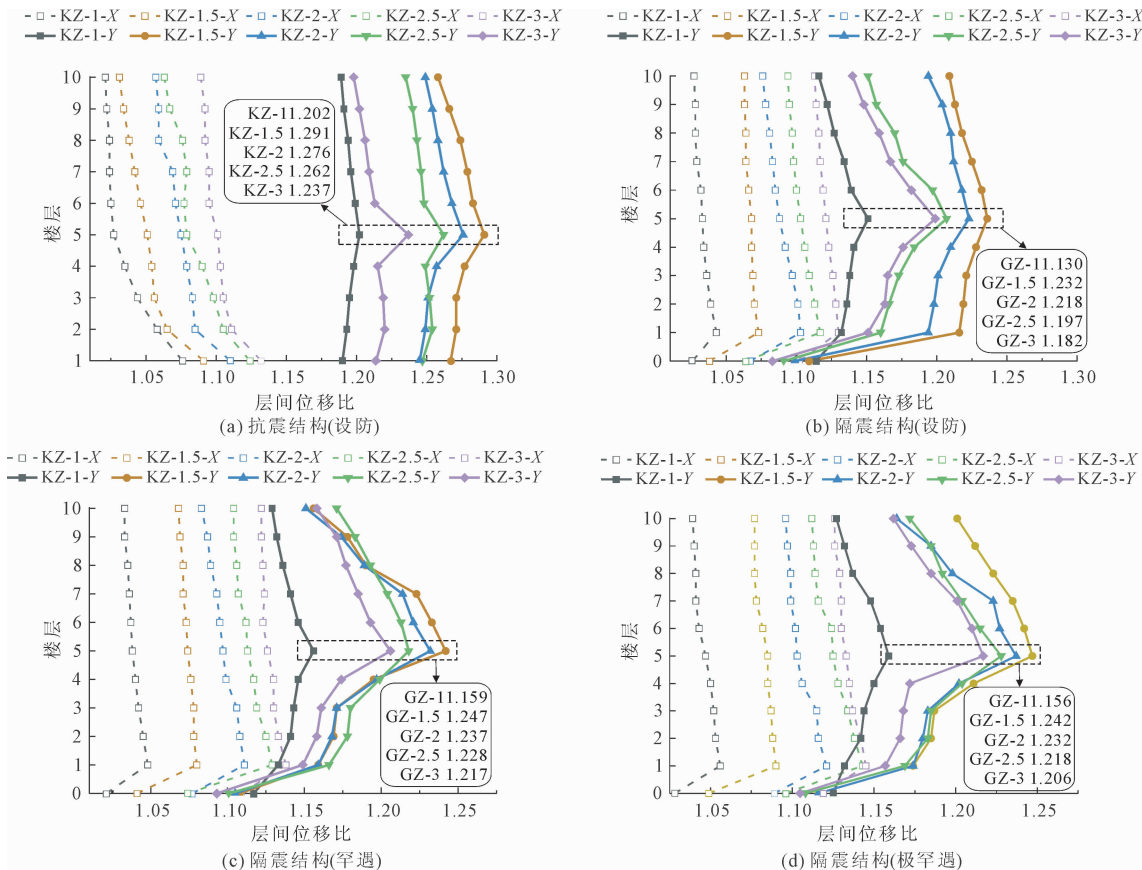 KZ-1-X KZ-1.5-X KZ-2-X KZ-2.5-X KZ-3-X
KZ-1-Y KZ-1.5-Y KZ-2-Y KZ-2.5-Y KZ-3-Y
10
9
8
7
6
5
4
3
2
1
楼层
KZ-11.202
KZ-1.5 1.291
KZ-2 1.276
KZ-2.5 1.262
KZ-3 1.237
1.05 1.10 1.15 1.20 1.25 1.30
层间位移比
(a) 抗震结构(设防)
KZ-1-X KZ-1.5-X KZ-2-X KZ-2.5-X KZ-3-X
KZ-1-Y KZ-1.5-Y KZ-2-Y KZ-2.5-Y KZ-3-Y
10
9
8
7
6
5
4
3
2
1
0
楼层
GZ-11.130
GZ-1.5 1.232
GZ-2 1.218
GZ-2.5 1.197
GZ-3 1.182
1.05 1.10 1.15 1.20 1.25 1.30
层间位移比
(b) 隔震结构(设防)
KZ-1-X KZ-1.5-X KZ-2-X KZ-2.5-X KZ-3-X
KZ-1-Y KZ-1.5-Y KZ-2-Y KZ-2.5-Y KZ-3-Y
10
9
8
7
6
5
4
3
2
1
0
楼层
GZ-11.159
GZ-1.5 1.247
GZ-2 1.237
GZ-2.5 1.228
GZ-3 1.217
1.05 1.10 1.15 1.20 1.25
层间位移比
(c) 隔震结构(罕遇)
KZ-1-X KZ-1.5-X KZ-2-X KZ-2.5-X KZ-3-X
KZ-1-Y KZ-1.5-Y KZ-2-Y KZ-2.5-Y KZ-3-Y
10
9
8
7
6
5
4
3
2
1
0
楼层
GZ-11.156
GZ-1.5 1.242
GZ-2 1.232
GZ-2.5 1.218
GZ-3 1.206
1.05 1.10 1.15 1.20 1.25
层间位移比
(d) 隔震结构(极罕遇)